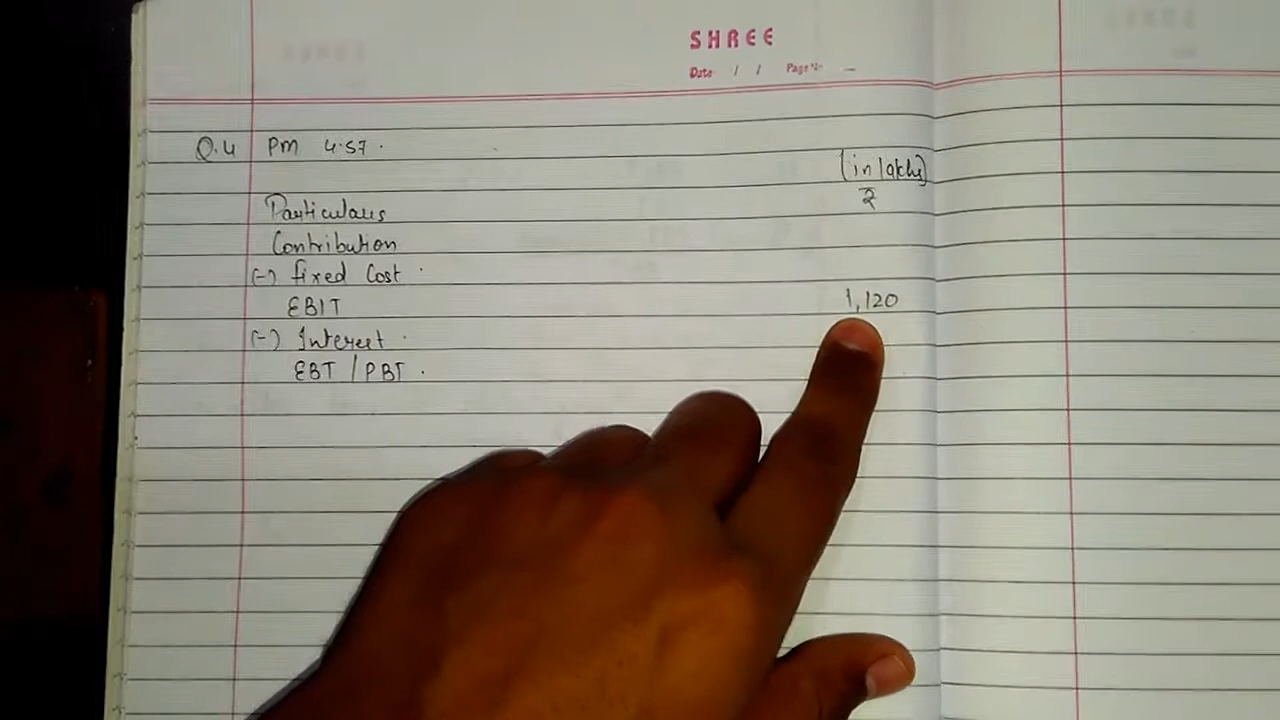 SHREE
Date / / Page No
Q.4 PM 4.57.
(in lakhs)
Particulars ₹
Contribution
(-) fixed Cost
EBIT 1,120
(-) Interest
EBT / PBT.